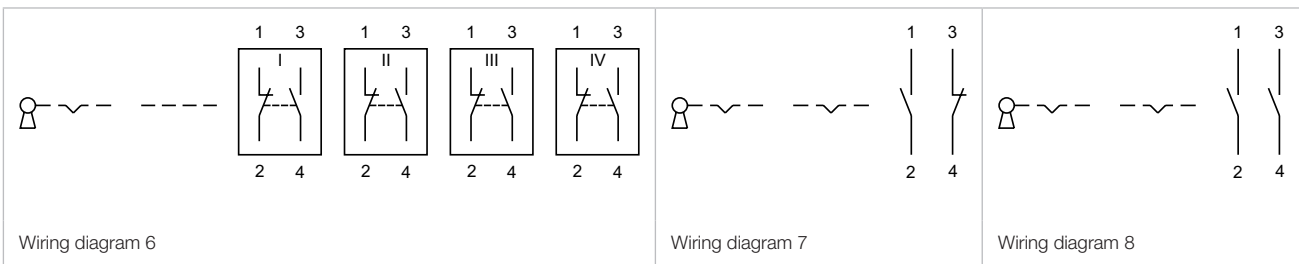 1 3 1 3 1 3 1 3 1 3 1 3
I II III IV
2 4 2 4 2 4 2 4 2 4 2 4
Wiring diagram 6 Wiring diagram 7 Wiring diagram 8